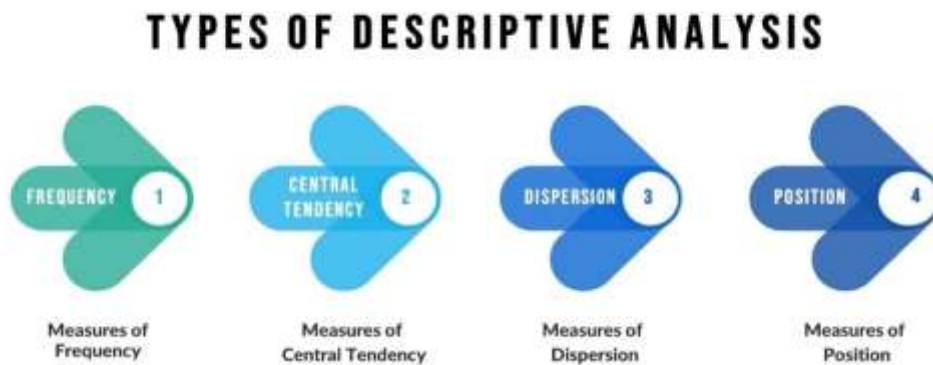 TYPES OF DESCRIPTIVE ANALYSIS
FREQUENCY 1
CENTRAL
TENDENCY 2
DISPERSION 3
POSITION 4
Measures of
Frequency
Measures of
Central Tendency
Measures of
Dispersion
Measures of
Position